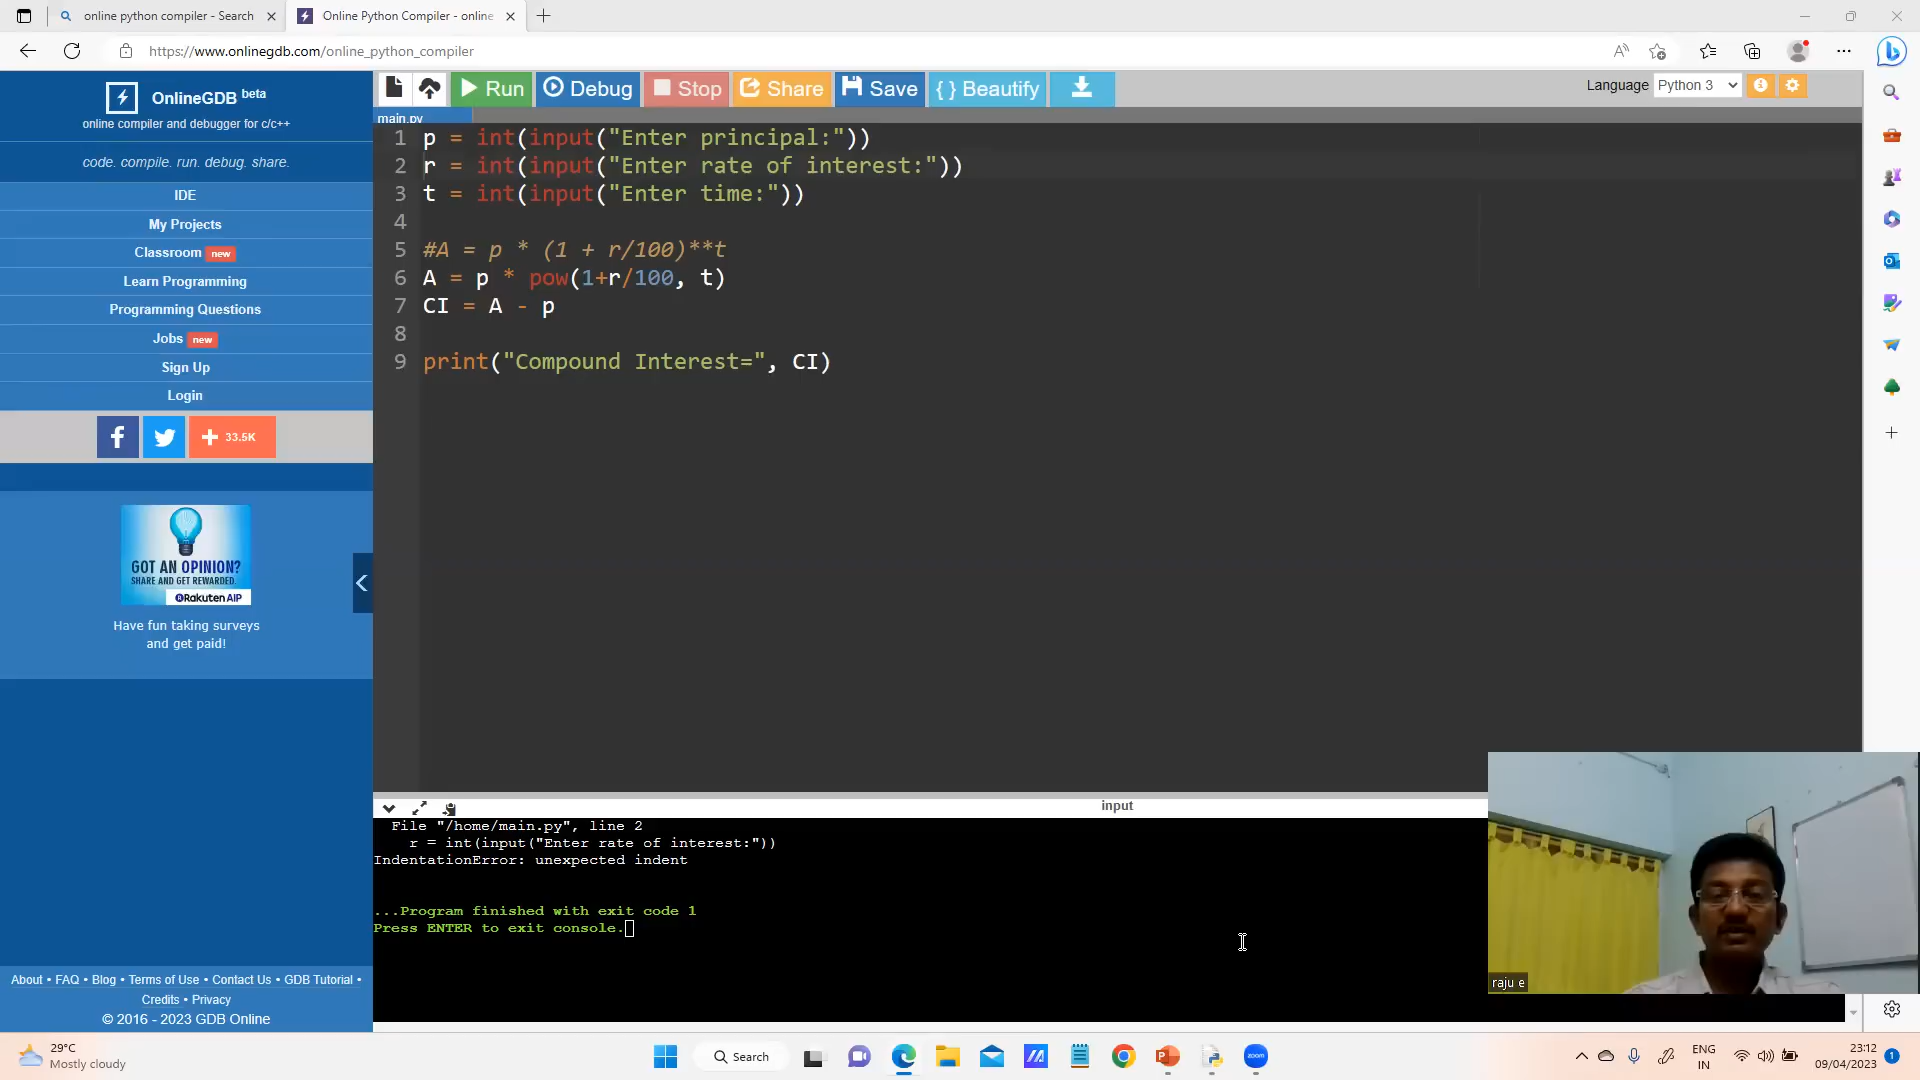 online python compiler - Search
Online Python Compiler - online
https://www.onlinegdb.com/online_python_compiler
OnlineGDB beta
online compiler and debugger for c/c++
code. compile. run. debug. share.
IDE
My Projects
Classroom new
Learn Programming
Programming Questions
Jobs new
Sign Up
Login
33.5K
GOT AN OPINION?
SHARE AND GET REWARDED.
Rakuten AIP
Have fun taking surveys
and get paid!
About • FAQ • Blog • Terms of Use • Contact Us • GDB Tutorial •
Credits • Privacy
© 2016 - 2023 GDB Online
Run
Debug
Stop
Share
Save
{ } Beautify
Language Python 3
main.py
1 p = int(input("Enter principal:"))
2 r = int(input("Enter rate of interest:"))
3 t = int(input("Enter time:"))
4
5 #A = p * (1 + r/100)**t
6 A = p * pow(1+r/100, t)
7 CI = A - p
8
9 print("Compound Interest=", CI)
input
File "/home/main.py", line 2
r = int(input("Enter rate of interest:"))
IndentationError: unexpected indent
...Program finished with exit code 1
Press ENTER to exit console.
raju e
29°C
Mostly cloudy
Search
zoom
ENG
IN
23:12
09/04/2023
1